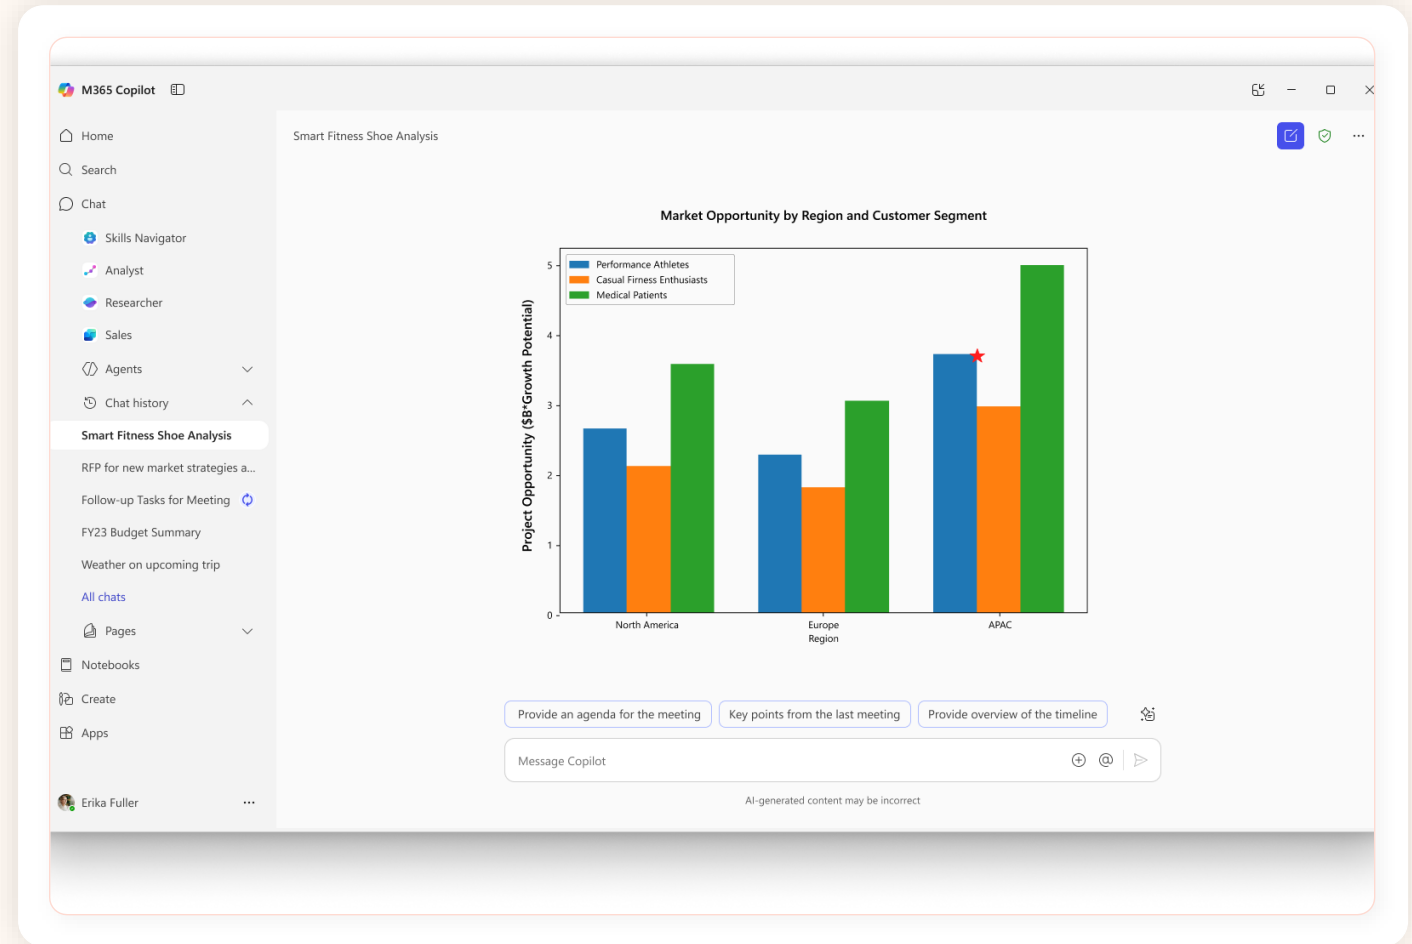 M365 Copilot
Home
Search
Chat
Skills Navigator
Analyst
Researcher
Sales
Agents
Chat history
Smart Fitness Shoe Analysis
RFP for new market strategies a...
Follow-up Tasks for Meeting
FY23 Budget Summary
Weather on upcoming trip
All chats
Pages
Notebooks
Create
Apps
Erika Fuller
Smart Fitness Shoe Analysis
Market Opportunity by Region and Customer Segment
Performance Athletes
Casual Firness Enthusiasts
Medical Patients
Project Opportunity ($B*Growth Potential)
5
4
3
2
1
0
North America
Europe
APAC
Region
Provide an agenda for the meeting
Key points from the last meeting
Provide overview of the timeline
Message Copilot
AI-generated content may be incorrect